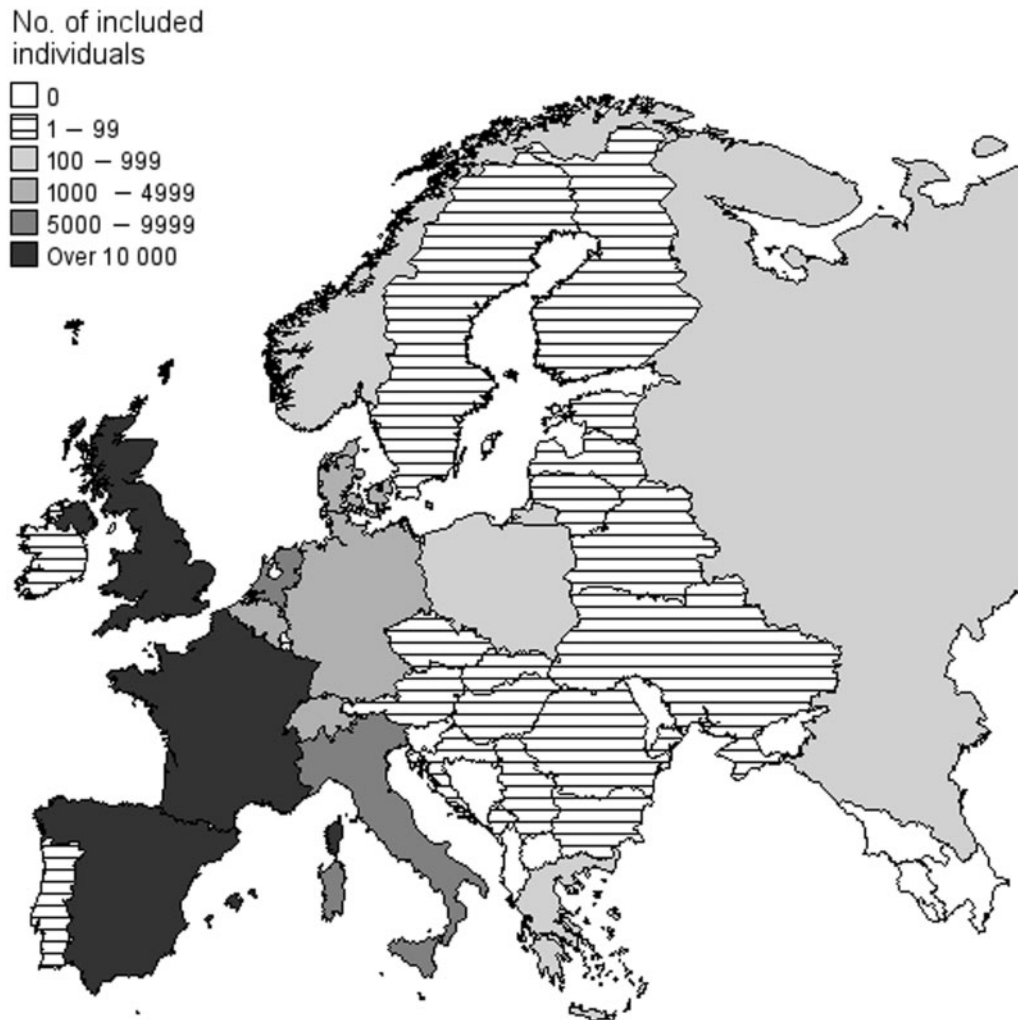 No. of included
individuals
0
1 – 99
100 – 999
1000 – 4999
5000 – 9999
Over 10 000